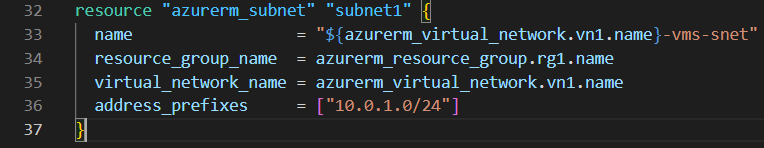 32 resource "azurerm_subnet" "subnet1" {
33   name                 = "${azurerm_virtual_network.vn1.name}-vms-snet"
34   resource_group_name  = azurerm_resource_group.rg1.name
35   virtual_network_name = azurerm_virtual_network.vn1.name
36   address_prefixes     = ["10.0.1.0/24"]
37 }